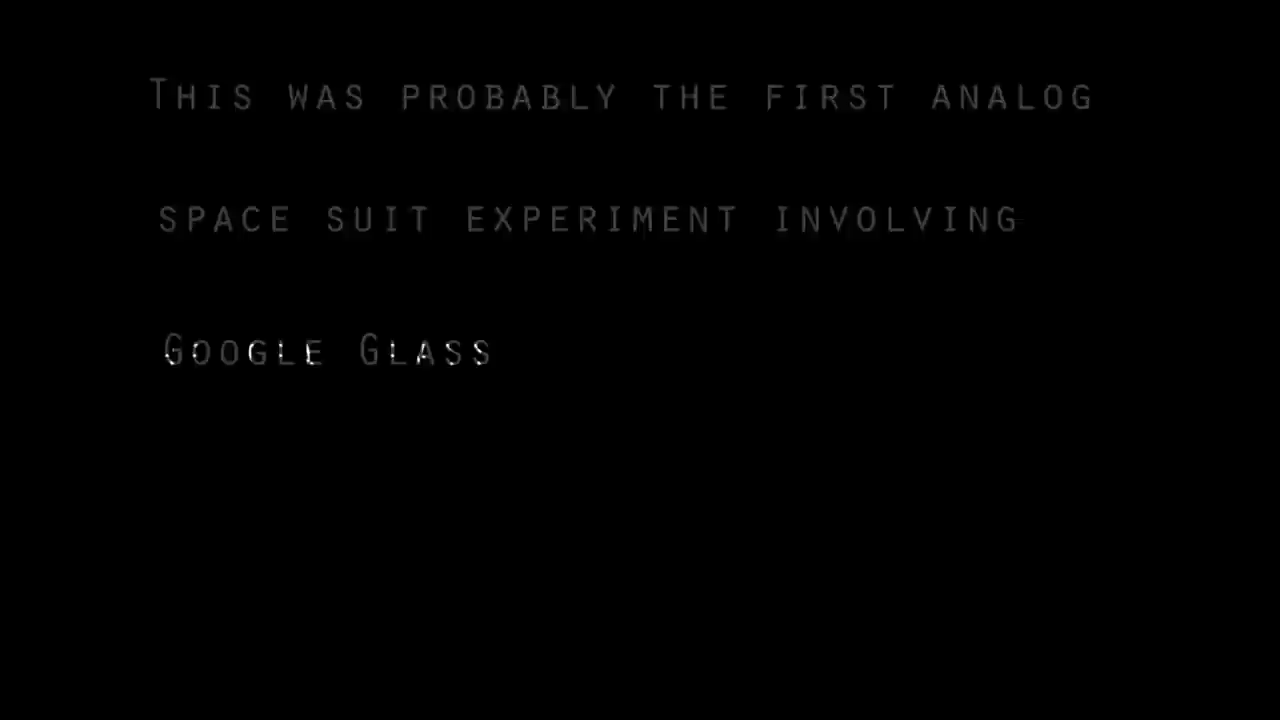 This was probably the first analog
space suit experiment involving
Google Glass